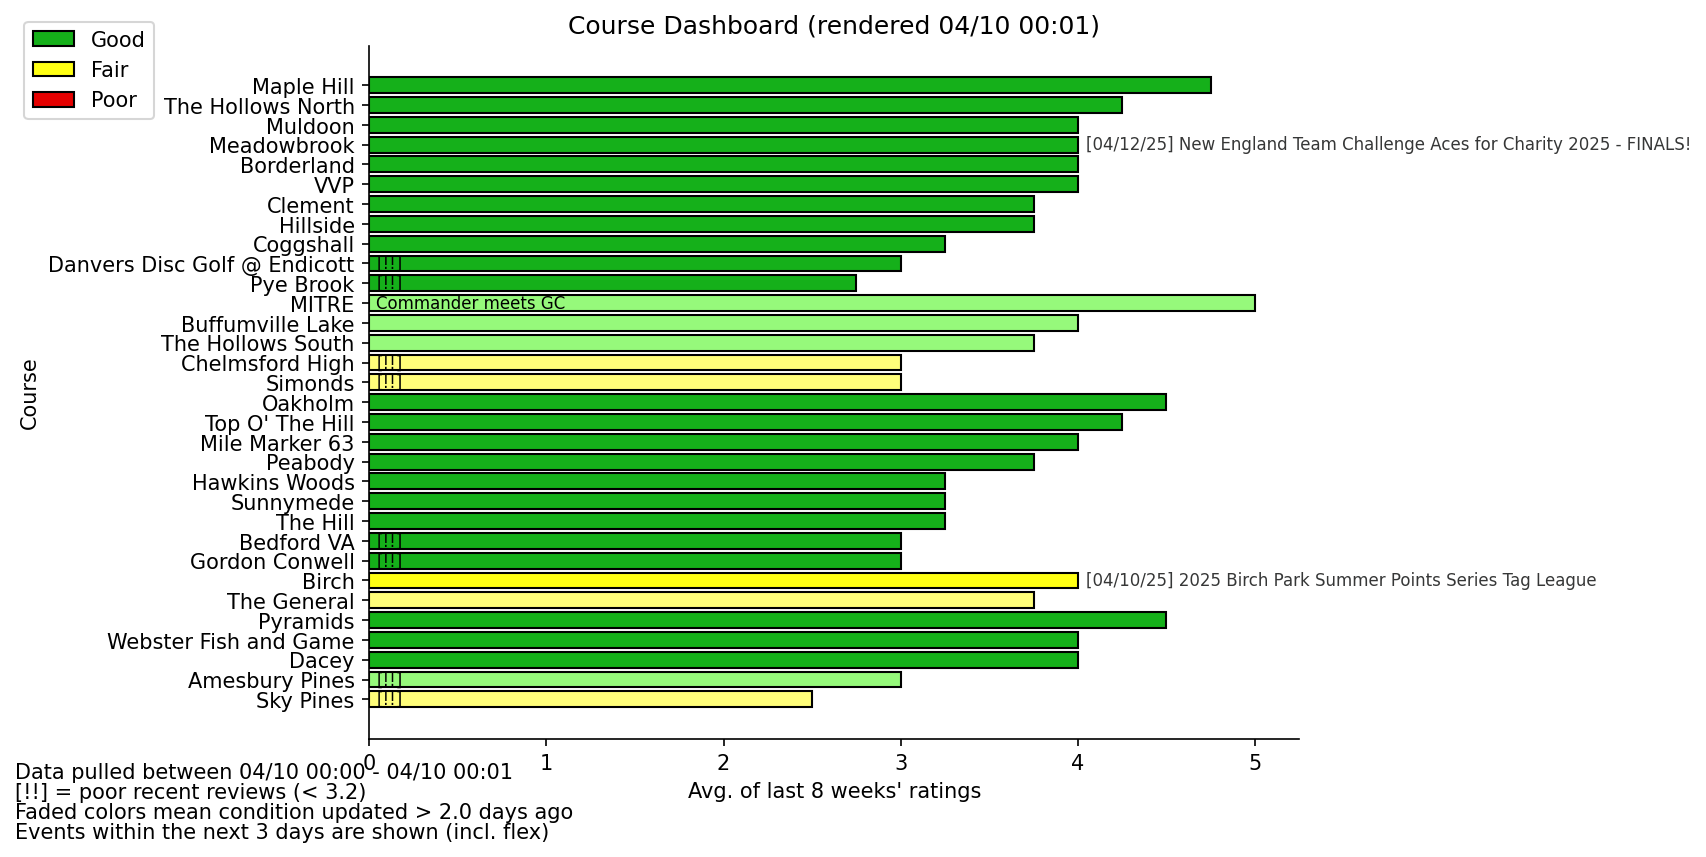 Course Dashboard (rendered 04/10 00:01)
Good
Fair
Poor
Course
Maple Hill
The Hollows North
Muldoon
Meadowbrook [04/12/25] New England Team Challenge Aces for Charity 2025 - FINALS!
Borderland
VVP
Clement
Hillside
Coggshall
Danvers Disc Golf @ Endicott [!!]
Pye Brook [!!]
MITRE Commander meets GC
Buffumville Lake
The Hollows South
Chelmsford High [!!]
Simonds [!!]
Oakholm
Top O' The Hill
Mile Marker 63
Peabody
Hawkins Woods
Sunnymede
The Hill
Bedford VA [!!]
Gordon Conwell [!!]
Birch [04/10/25] 2025 Birch Park Summer Points Series Tag League
The General
Pyramids
Webster Fish and Game
Dacey
Amesbury Pines [!!]
Sky Pines [!!]
0 1 2 3 4 5
Avg. of last 8 weeks' ratings
Data pulled between 04/10 00:00 - 04/10 00:01
[!!] = poor recent reviews (< 3.2)
Faded colors mean condition updated > 2.0 days ago
Events within the next 3 days are shown (incl. flex)